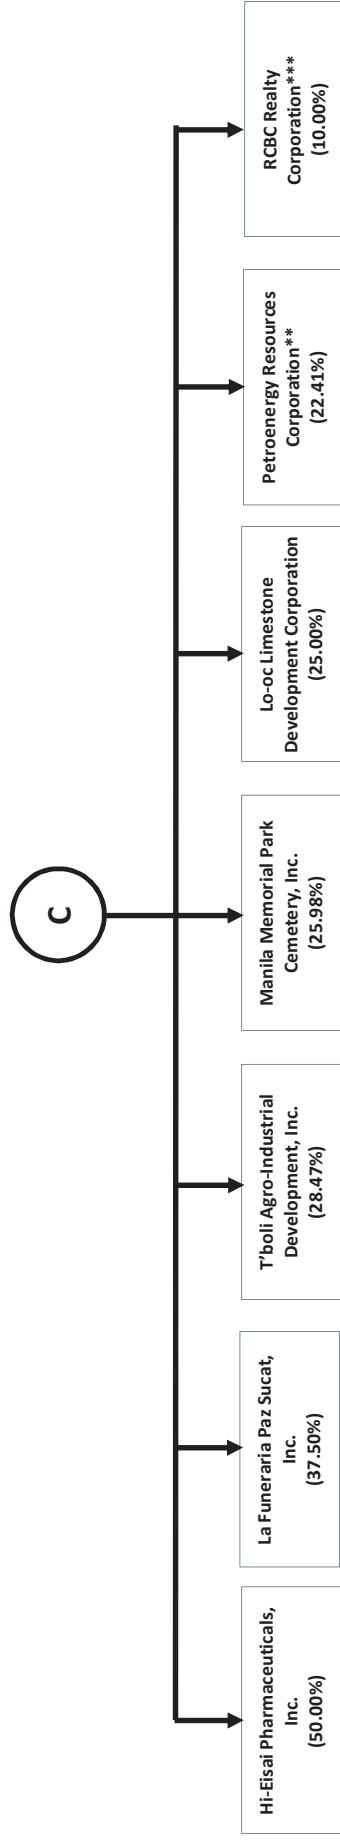 C
Hi-Eisai Pharmaceuticals,
Inc.
(50.00%)
La Funeraria Paz Sucat,
Inc.
(37.50%)
T'boli Agro-Industrial
Development, Inc.
(28.47%)
Manila Memorial Park
Cemetery, Inc.
(25.98%)
Lo-oc Limestone
Development Corporation
(25.00%)
Petroenergy Resources
Corporation**
(22.41%)
RCBC Realty
Corporation***
(10.00%)